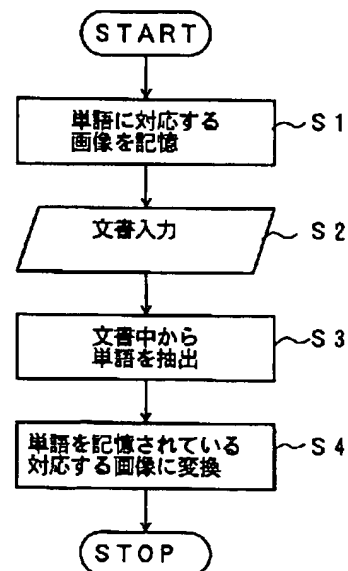 START
単語に対応する
画像を記憶
S1
文書入力
S2
文書中から
単語を抽出
S3
単語を記憶されている
対応する画像に変換
S4
STOP